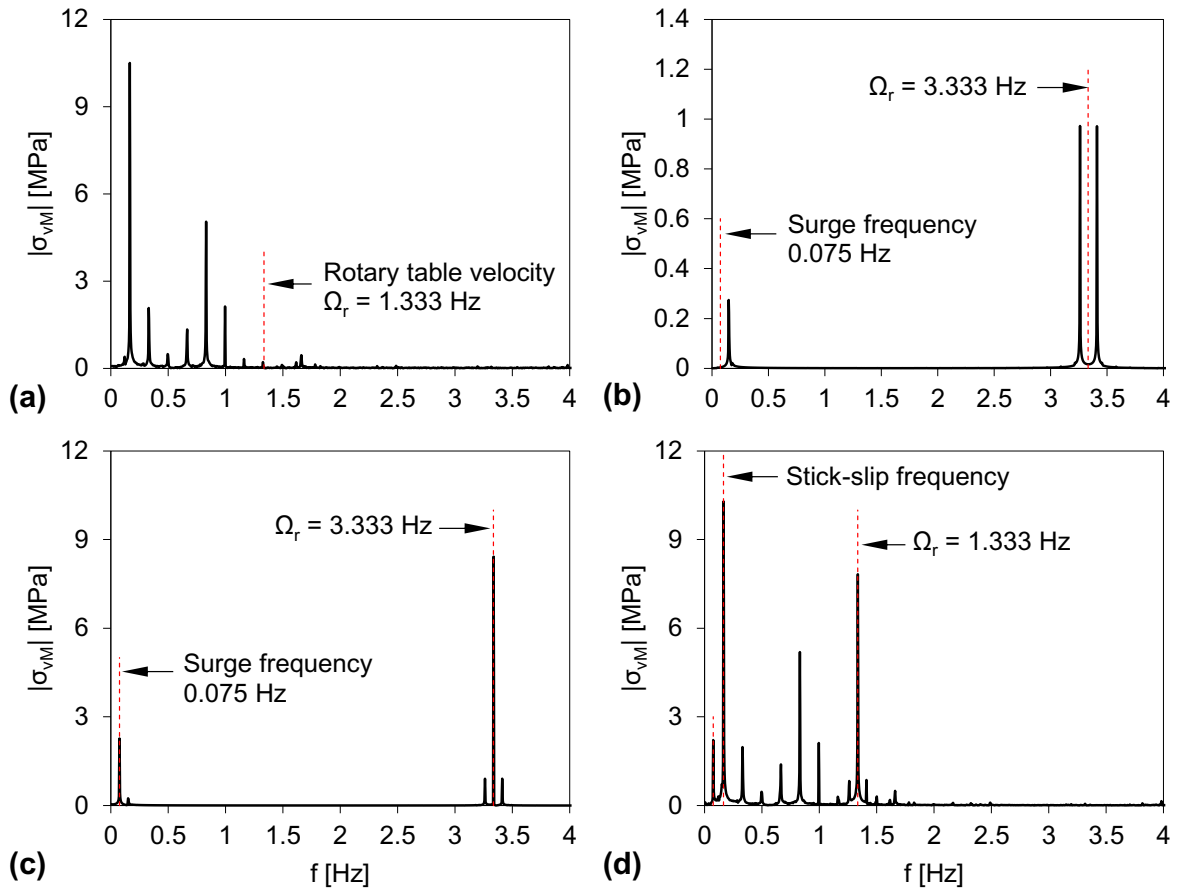 12
9
6
3
0
|σvM| [MPa]
Rotary table velocity
Ωr = 1.333 Hz
0 0.5 1 1.5 2 2.5 3 3.5 4
(a)
1.4
1.2
1
0.8
0.6
0.4
0.2
0
|σvM| [MPa]
Ωr = 3.333 Hz
Surge frequency
0.075 Hz
0 0.5 1 1.5 2 2.5 3 3.5 4
(b)
12
9
6
3
0
|σvM| [MPa]
Ωr = 3.333 Hz
Surge frequency
0.075 Hz
0 0.5 1 1.5 2 2.5 3 3.5 4
(c)
f [Hz]
12
9
6
3
0
|σvM| [MPa]
Stick-slip frequency
Ωr = 1.333 Hz
0 0.5 1 1.5 2 2.5 3 3.5 4
(d)
f [Hz]